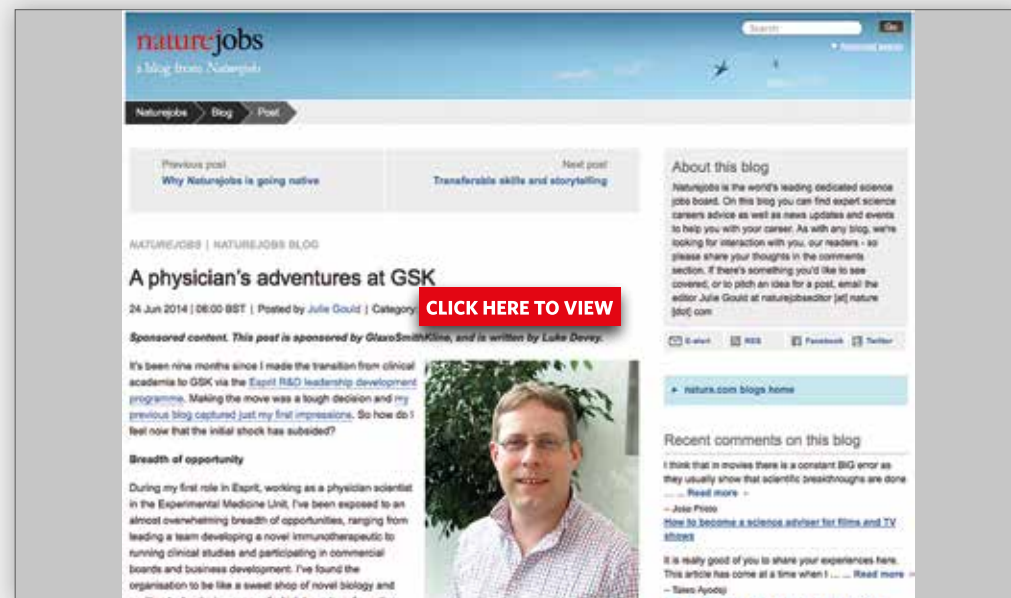 naturejobs
a blog from Naturejobs
Search
Go
Advanced search
Naturejobs
Blog
Post
Previous post
Why Naturejobs is going native
Next post
Transferable skills and storytelling
NATUREJOBS | NATUREJOBS BLOG
A physician's adventures at GSK
24 Jun 2014 | 06:00 BST | Posted by Julie Gould | Category:
CLICK HERE TO VIEW
Sponsored content. This post is sponsored by GlaxoSmithKline, and is written by Luke Devey.
It's been nine months since I made the transition from clinical
academia to GSK via the Esprit R&D leadership development
programme. Making the move was a tough decision and my
previous blog captured just my first impressions. So how do I
feel now that the initial shock has subsided?
Breadth of opportunity
During my first role in Esprit, working as a physician scientist
in the Experimental Medicine Unit, I've been exposed to an
almost overwhelming breadth of opportunities, ranging from
leading a team developing a novel immunotherapeutic to
running clinical studies and participating in commercial
boards and business development. I've found the
organisation to be like a sweet shop of novel biology and
About this blog
Naturejobs is the world's leading dedicated science
jobs board. On this blog you can find expert science
careers advice as well as news updates and events
to help you with your career. As with any blog, we're
looking for interaction with you, our readers - so
please share your thoughts in the comments
section. If there's something you'd like to see
covered, or to pitch an idea for a post, email the
editor Julie Gould at naturejobseditor [at] nature
[dot] com
E-alert
RSS
Facebook
Twitter
nature.com blogs home
Recent comments on this blog
I think that in movies there is a constant BIG error as
they usually show that scientific breakthroughs are done
... ... Read more
– Jose Prieto
How to become a science adviser for films and TV
shows
It is really good of you to share your experiences here.
This article has come at a time when I ... ... Read more
– Taiwo Ayodeji